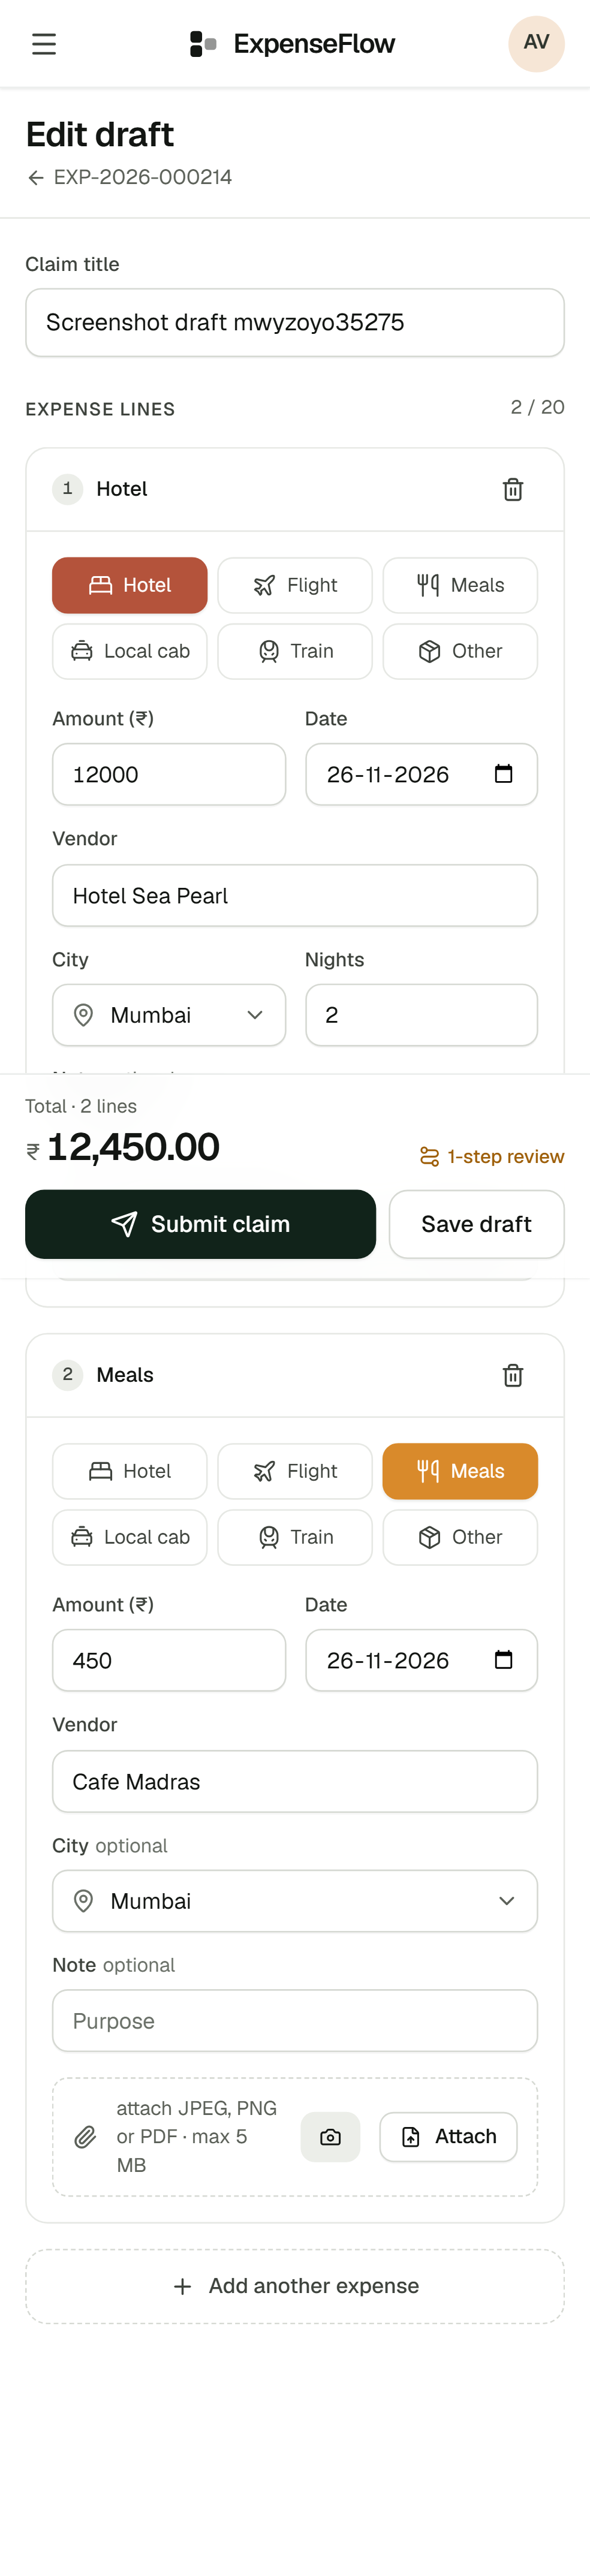 ExpenseFlow
AV
Edit draft
← EXP-2026-000214
Claim title
Screenshot draft mwyzoyo35275
EXPENSE LINES
2 / 20
1 Hotel
Hotel Flight Meals
Local cab Train Other
Amount (₹) Date
12000 26-11-2026
Vendor
Hotel Sea Pearl
City Nights
Mumbai 2
Total · 2 lines
₹ 12,450.00
1-step review
Submit claim Save draft
2 Meals
Hotel Flight Meals
Local cab Train Other
Amount (₹) Date
450 26-11-2026
Vendor
Cafe Madras
City optional
Mumbai
Note optional
Purpose
attach JPEG, PNG
or PDF · max 5
MB
Attach
+ Add another expense